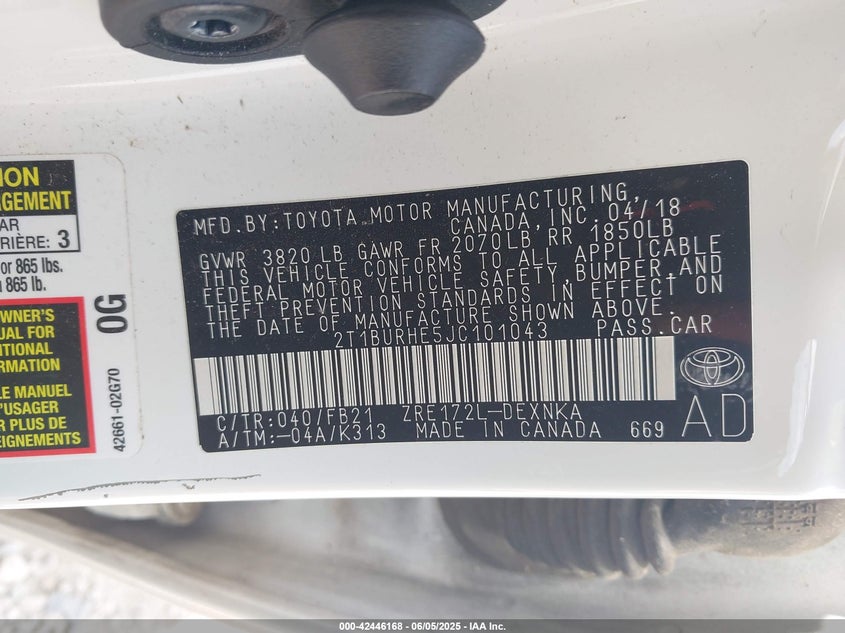 ION
GEMENT
AR
RIÈRE: 3
or 865 lbs.
865 lb.
WNER'S
UAL FOR
ITIONAL
RMATION
LE MANUEL
'USAGER
R PLUS DE
EIGNEMENTS
42661-02G70
0G
MFD. BY: TOYOTA MOTOR MANUFACTURING,
CANADA, INC. 04/18
GVWR 3820 LB GAWR FR 2070LB, RR 1850LB
THIS VEHICLE CONFORMS TO ALL APPLICABLE
FEDERAL MOTOR VEHICLE SAFETY, BUMPER, AND
THEFT PREVENTION STANDARDS IN EFFECT ON
THE DATE OF MANUFACTURE SHOWN ABOVE.
2T1BURHE5JC101043 PASS.CAR
C/TR:040/FB21 ZRE172L-DEXNKA
A/TM:-04A/K313 MADE IN CANADA 669
TOYOTA
AD
000-42446168 - 06/05/2025 - IAA Inc.